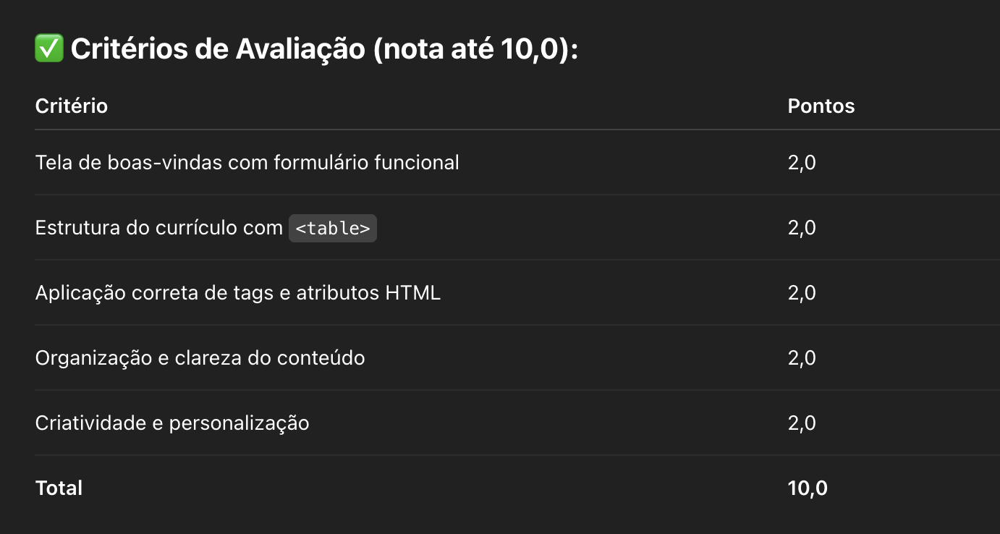 ✅ Critérios de Avaliação (nota até 10,0):
Critério Pontos
Tela de boas-vindas com formulário funcional 2,0
Estrutura do currículo com <table> 2,0
Aplicação correta de tags e atributos HTML 2,0
Organização e clareza do conteúdo 2,0
Criatividade e personalização 2,0
Total 10,0